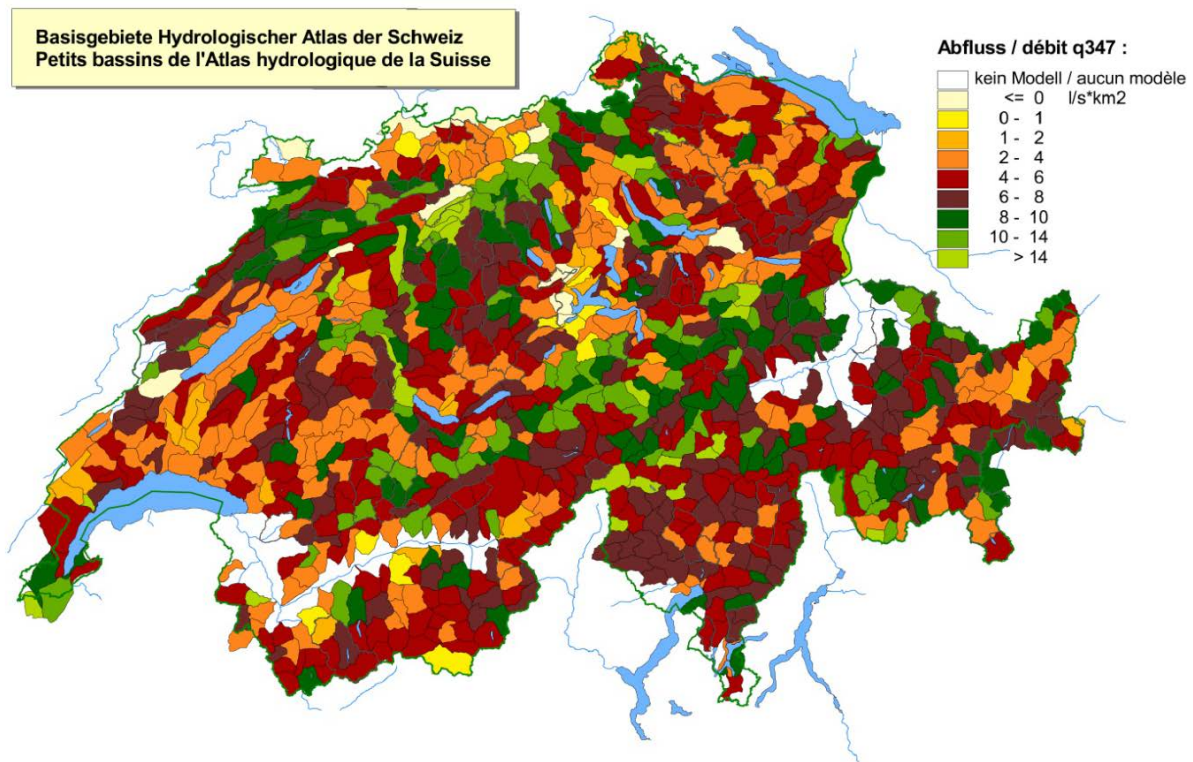 Basisgebiete Hydrologischer Atlas der Schweiz
Petits bassins de l'Atlas hydrologique de la Suisse
Abfluss / débit q347 :
kein Modell / aucun modèle
<= 0 l/s*km2
0 - 1
1 - 2
2 - 4
4 - 6
6 - 8
8 - 10
10 - 14
> 14